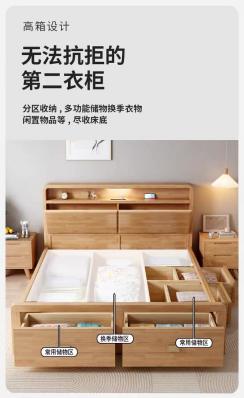 高箱设计
无法抗拒的
第二衣柜
分区收纳，多功能储物换季衣物
闲置物品等，尽收床底
换季储物区
常用储物区
常用储物区